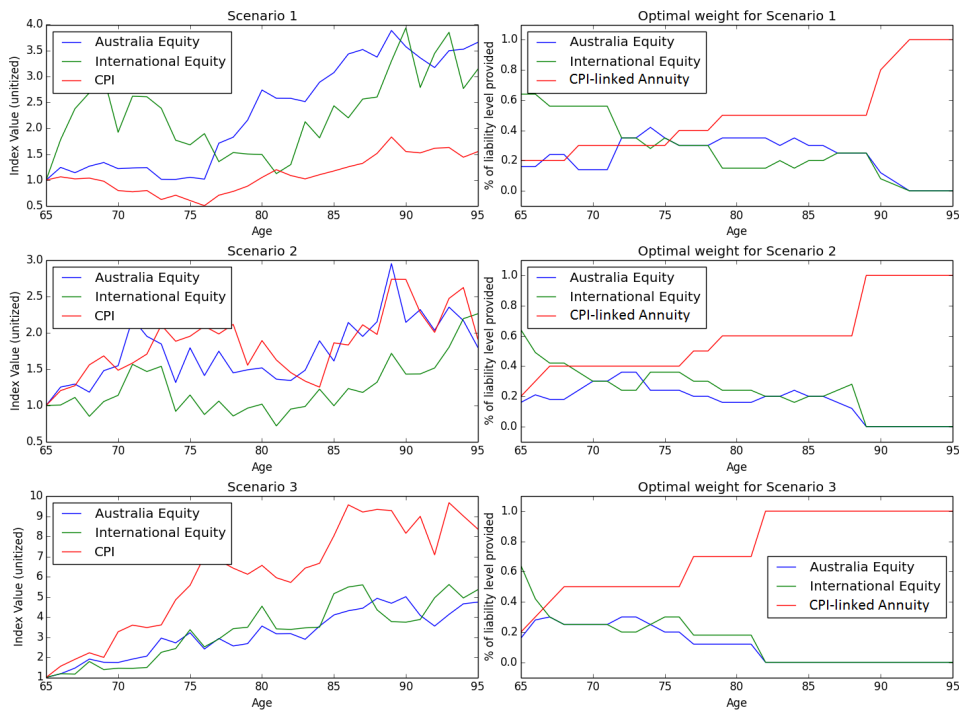 Scenario 1
Index Value (unitized)
4.0
3.5
3.0
2.5
2.0
1.5
1.0
0.5
Australia Equity
International Equity
CPI
65 70 75 80 85 90 95
Age
Optimal weight for Scenario 1
% of liability level provided
1.0
0.8
0.6
0.4
0.2
0.0
Australia Equity
International Equity
CPI-linked Annuity
65 70 75 80 85 90 95
Age
Scenario 2
Index Value (unitized)
3.0
2.5
2.0
1.5
1.0
0.5
Australia Equity
International Equity
CPI
65 70 75 80 85 90 95
Age
Optimal weight for Scenario 2
% of liability level provided
1.0
0.8
0.6
0.4
0.2
0.0
Australia Equity
International Equity
CPI-linked Annuity
65 70 75 80 85 90 95
Age
Scenario 3
Index Value (unitized)
10
9
8
7
6
5
4
3
2
1
Australia Equity
International Equity
CPI
65 70 75 80 85 90 95
Age
Optimal weight for Scenario 3
% of liability level provided
1.0
0.8
0.6
0.4
0.2
0.0
Australia Equity
International Equity
CPI-linked Annuity
65 70 75 80 85 90 95
Age